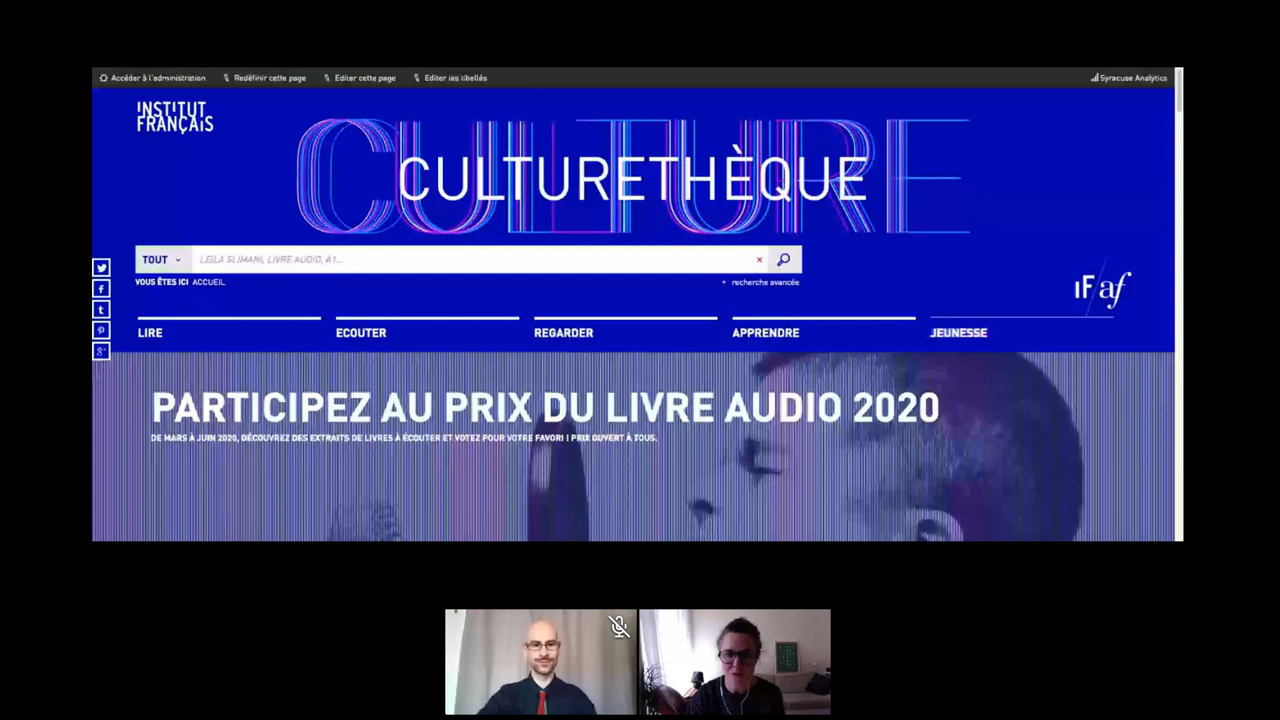 Accéder à l'administration Redéfinir cette page Editer cette page Editer les libellés Syracuse Analytics
INSTITUT
FRANÇAIS
CULTURE
CULTURETHÈQUE
TOUT LEILA SLIMANI, LIVRE AUDIO, A1... ×
VOUS ÊTES ICI ACCUEIL + recherche avancée
IF/af
LIRE ECOUTER REGARDER APPRENDRE JEUNESSE
PARTICIPEZ AU PRIX DU LIVRE AUDIO 2020
DE MARS À JUIN 2020, DÉCOUVREZ DES EXTRAITS DE LIVRES À ÉCOUTER ET VOTEZ POUR VOTRE FAVORI ! PRIX OUVERT À TOUS.